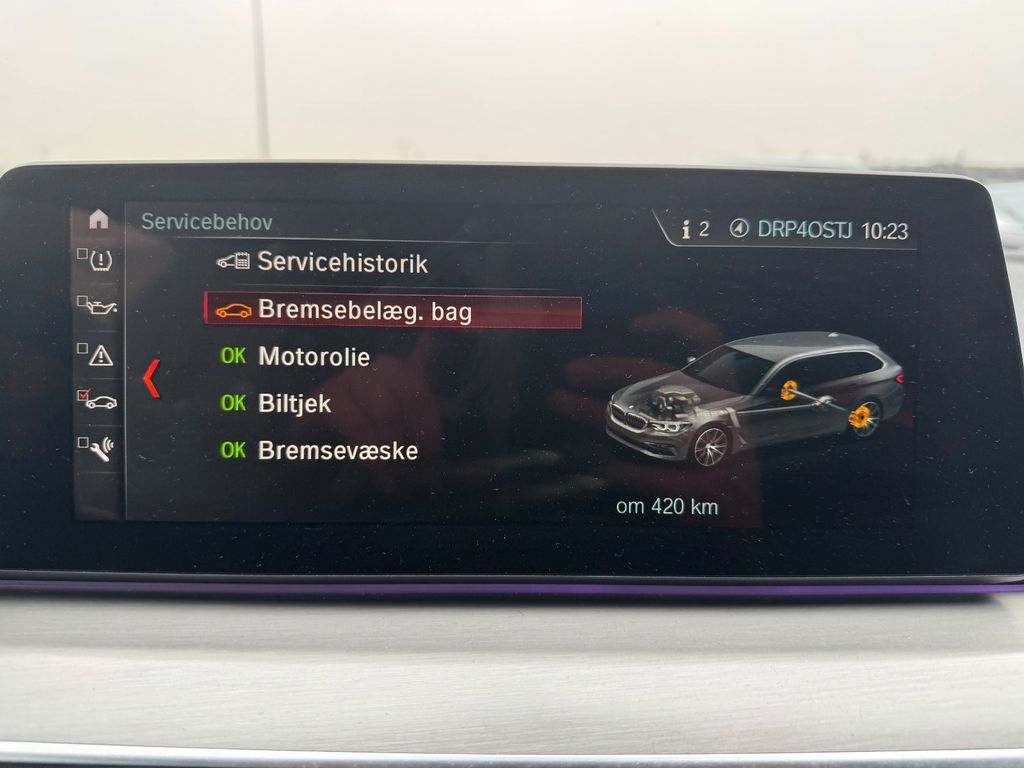 Servicebehov
i 2 DRP4OSTJ 10:23
Servicehistorik
Bremsebelæg. bag
OK Motorolie
OK Biltjek
OK Bremsevæske
om 420 km